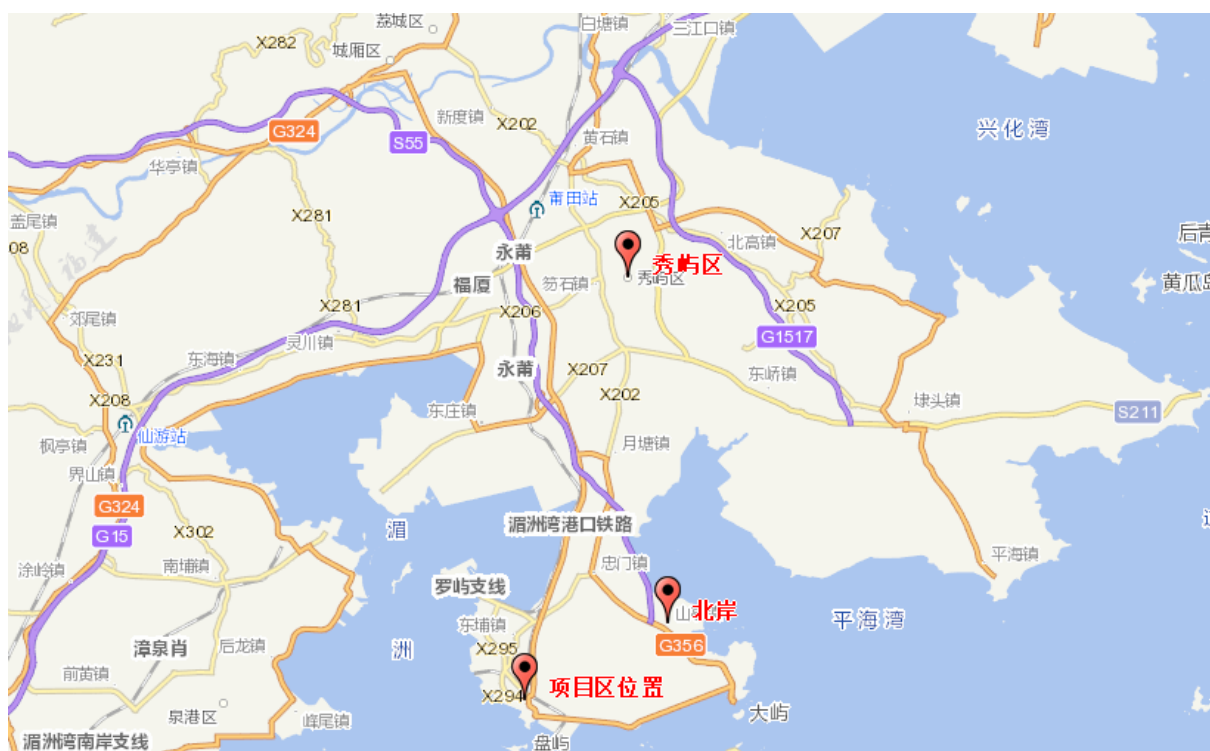 荔城区
白塘镇
三江口镇
X282
城厢区
新度镇
X202
G324
S55
黄石镇
兴化湾
华亭镇
莆田站
X205
盖尾镇
X281
北高镇
X207
后青
08
永莆
秀屿区
秀屿区
福厦
笏石镇
黄瓜岛
X281
X206
X205
郊尾镇
灵川镇
G1517
X231
东海镇
永莆
X207
东峤镇
X208
X202
埭头镇
东庄镇
S211
枫亭镇
仙游站
月塘镇
界山镇
G324
湄
湄洲湾港口铁路
G15
X302
平海镇
涂岭镇
南埔镇
忠门镇
罗屿支线
北岸
东埔镇
平海湾
漳泉肖
后龙镇
洲
X295
G356
前黄镇
X294
项目区位置
泉港区
峰尾镇
大屿
湄洲湾南岸支线
盘屿